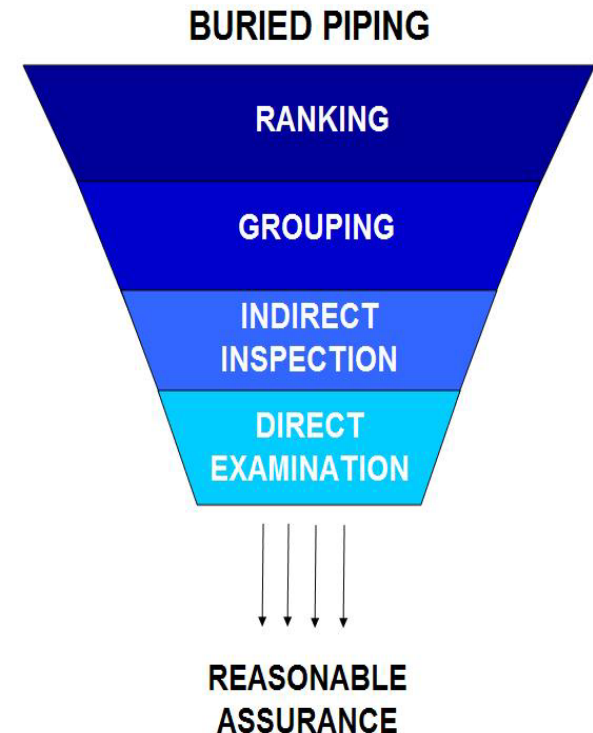 BURIED PIPING
RANKING
GROUPING
INDIRECT
INSPECTION
DIRECT
EXAMINATION
REASONABLE
ASSURANCE